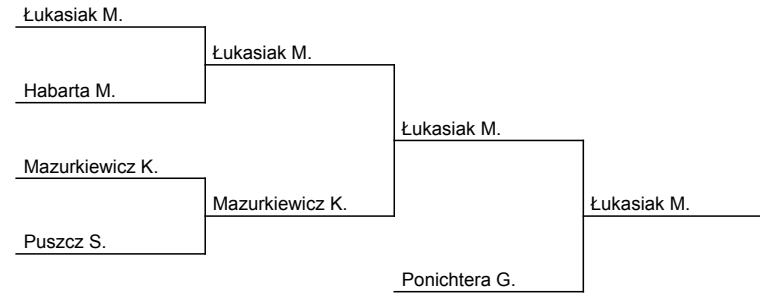 Łukasiak M.
Łukasiak M.
Habarta M.
Łukasiak M.
Mazurkiewicz K.
Mazurkiewicz K.
Łukasiak M.
Puszcz S.
Ponichtera G.